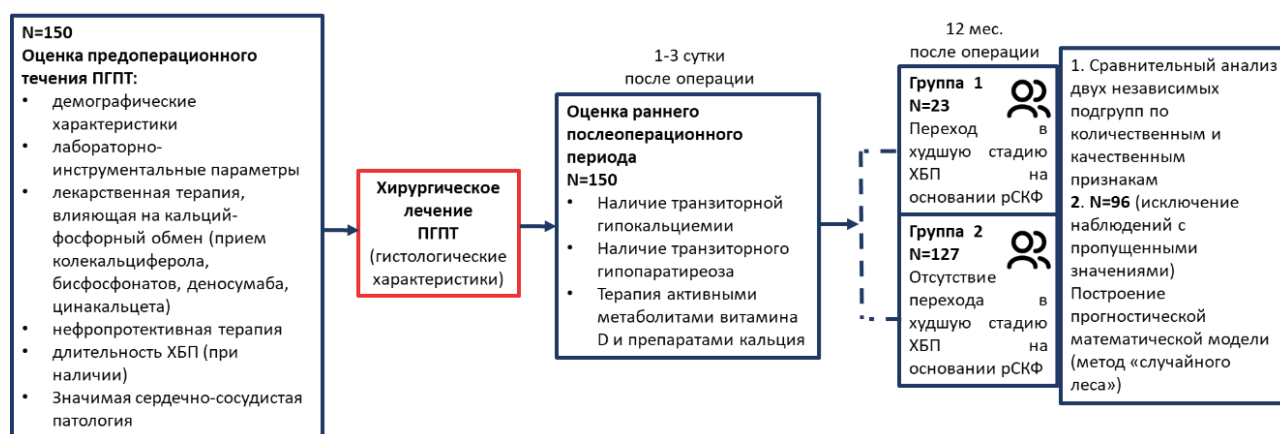 N=150
Оценка предоперационного
течения ПГПТ:
• демографические
характеристики
• лабораторно-
инструментальные параметры
• лекарственная терапия,
влияющая на кальций-
фосфорный обмен (прием
колекальциферола,
бисфосфонатов, деносумаба,
цинакальцета)
• нефропротективная терапия
• длительность ХБП (при
наличии)
• Значимая сердечно-сосудистая
патология
Хирургическое
лечение
ПГПТ
(гистологические
характеристики)
1-3 сутки
после операции
Оценка раннего
послеоперационного
периода
N=150
• Наличие транзиторной
гипокальциемии
• Наличие транзиторного
гипопаратиреоза
• Терапия активными
метаболитами витамина
D и препаратами кальция
12 мес.
после операции
Группа 1
N=23
Переход в
худшую стадию
ХБП на
основании рСКФ
Группа 2
N=127
Отсутствие
перехода в
худшую стадию
ХБП на
основании рСКФ
1. Сравнительный анализ
двух независимых
подгрупп по
количественным и
качественным
признакам
2. N=96 (исключение
наблюдений с
пропущенными
значениями)
Построение
прогностической
математической модели
(метод «случайного
леса»)